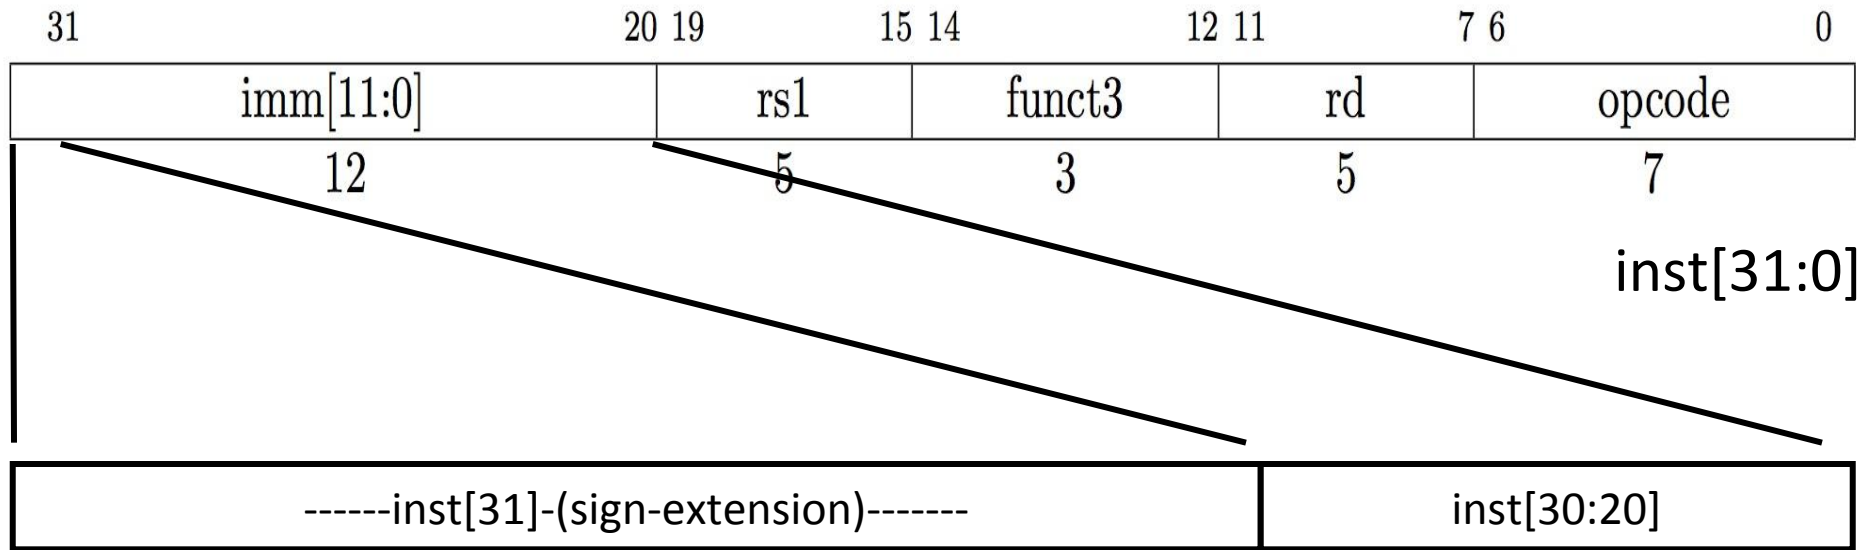 31 20 19 15 14 12 11 7 6 0
imm[11:0] rs1 funct3 rd opcode
12 5 3 5 7
inst[31:0]
------inst[31]-(sign-extension)------- inst[30:20]